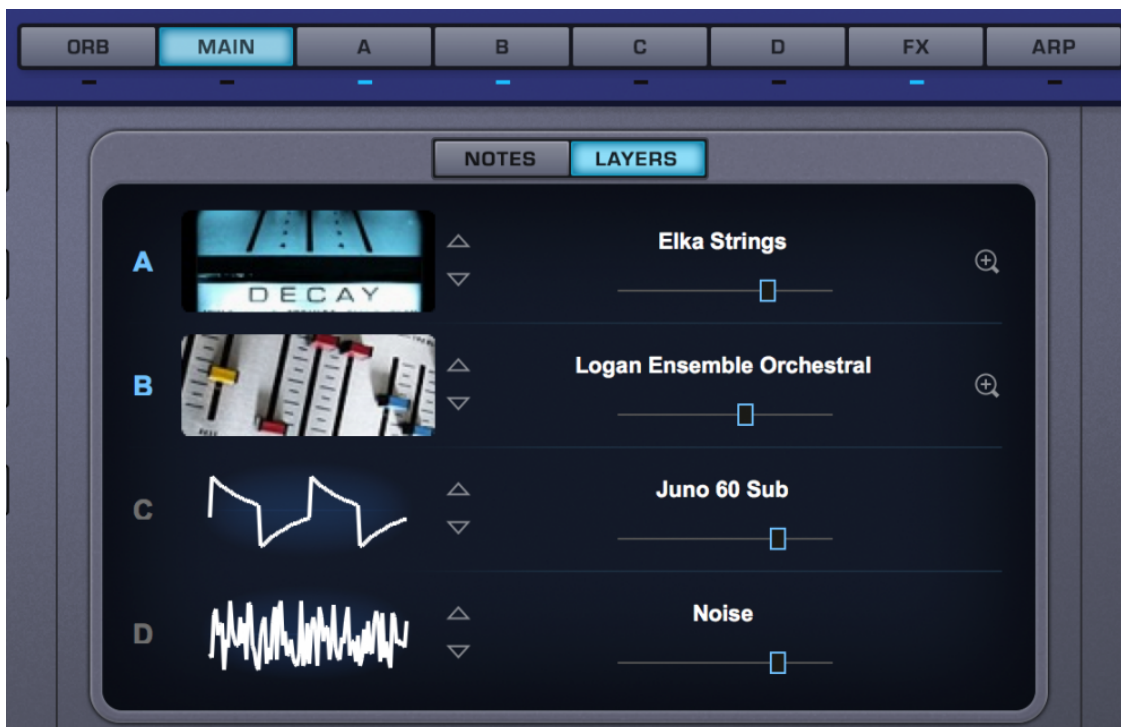 ORB MAIN A B C D FX ARP
NOTES LAYERS
A
DECAY
Elka Strings
B
Logan Ensemble Orchestral
C
Juno 60 Sub
D
Noise